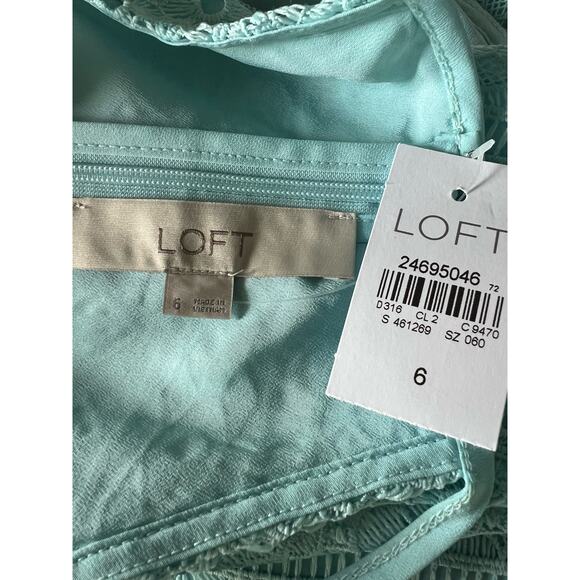 LOFT
6 MADE IN
VIETNAM
LOFT
24695046 72
D316 CL 2 C 9470
S 461269 SZ 060
6